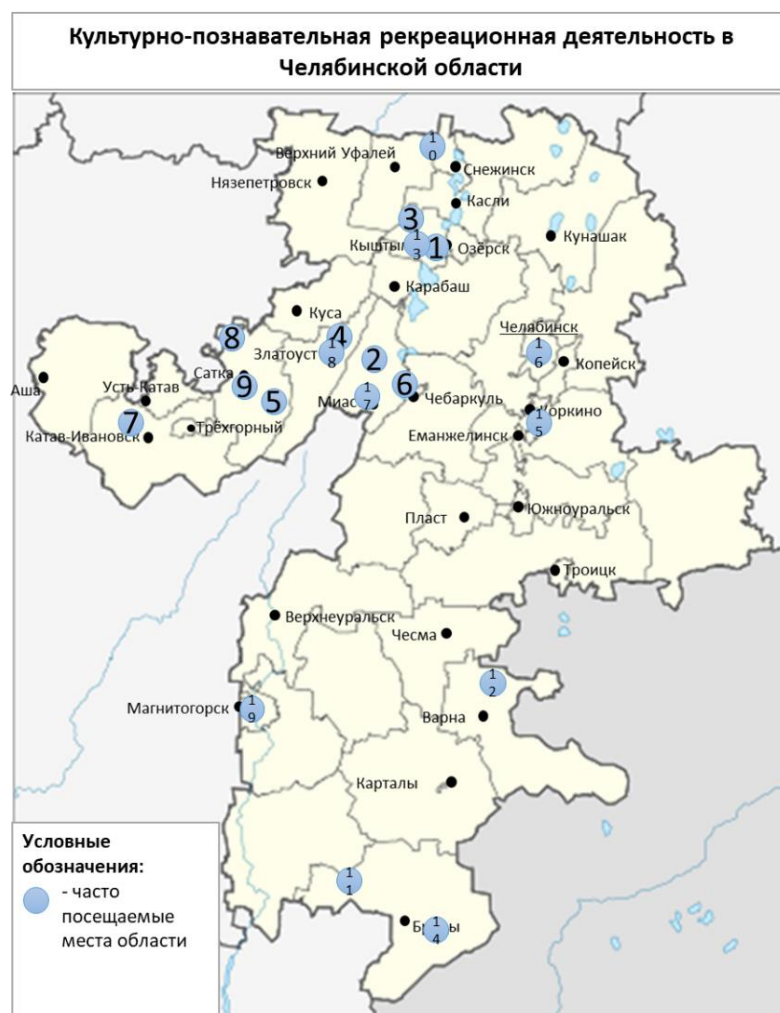 Культурно-познавательная рекреационная деятельность в
Челябинской области
10
Верхний Уфалей
Снежинск
Нязепетровск
Касли
3
Кунашак
Кыштым
13
1
Озёрск
Карабаш
Куса
Челябинск
8
4
Златоуст
18
2
16
Копейск
Аша
Сатка
9
6
Усть-Катав
5
Миасс
17
Чебаркуль
Коркино
15
7
Трёхгорный
Катав-Ивановск
Еманжелинск
Пласт
Южноуральск
Троицк
Верхнеуральск
Чесма
12
Магнитогорск
19
Варна
Карталы
Условные
обозначения:
- часто
посещаемые
места области
11
Бреды
14